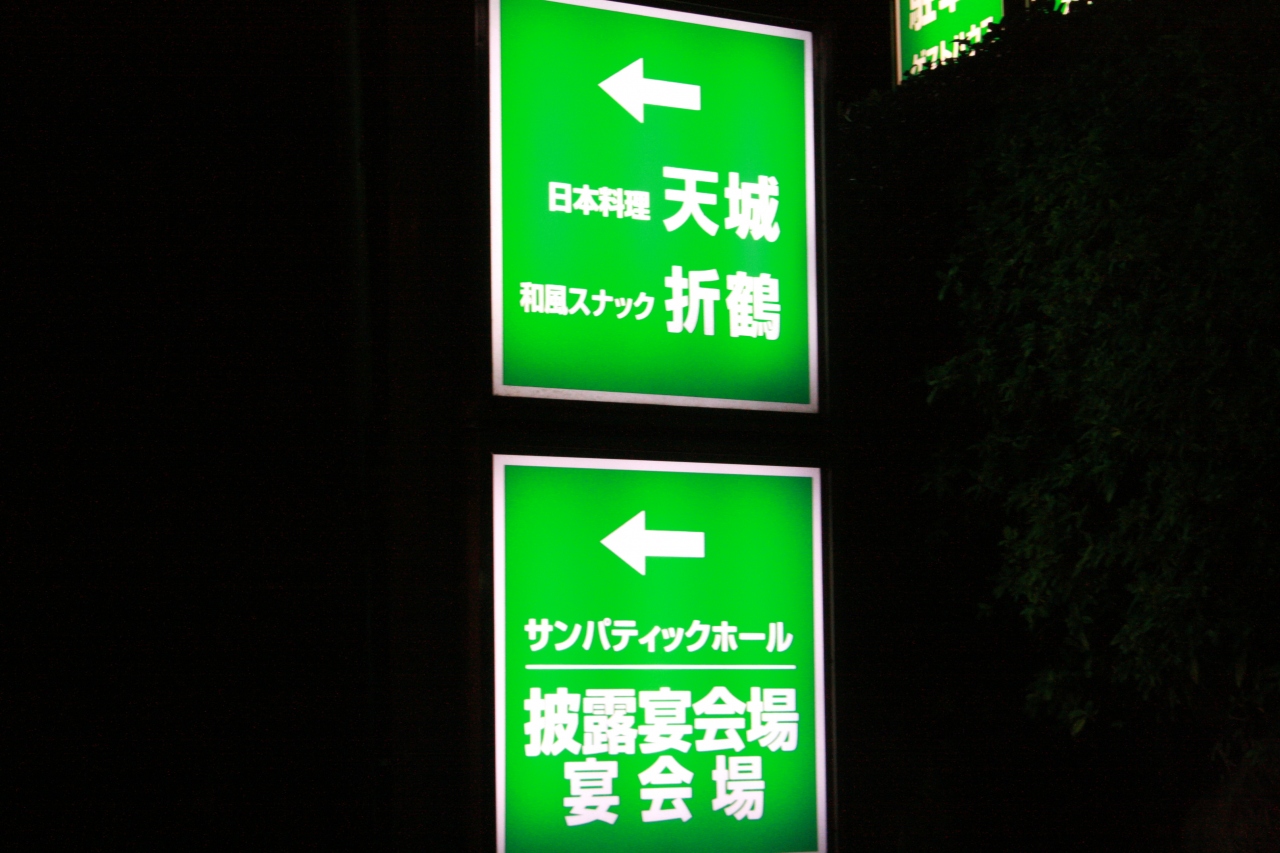 日本料理 天城
和風スナック 折鶴
サンパティックホール
披露宴会場
宴会場